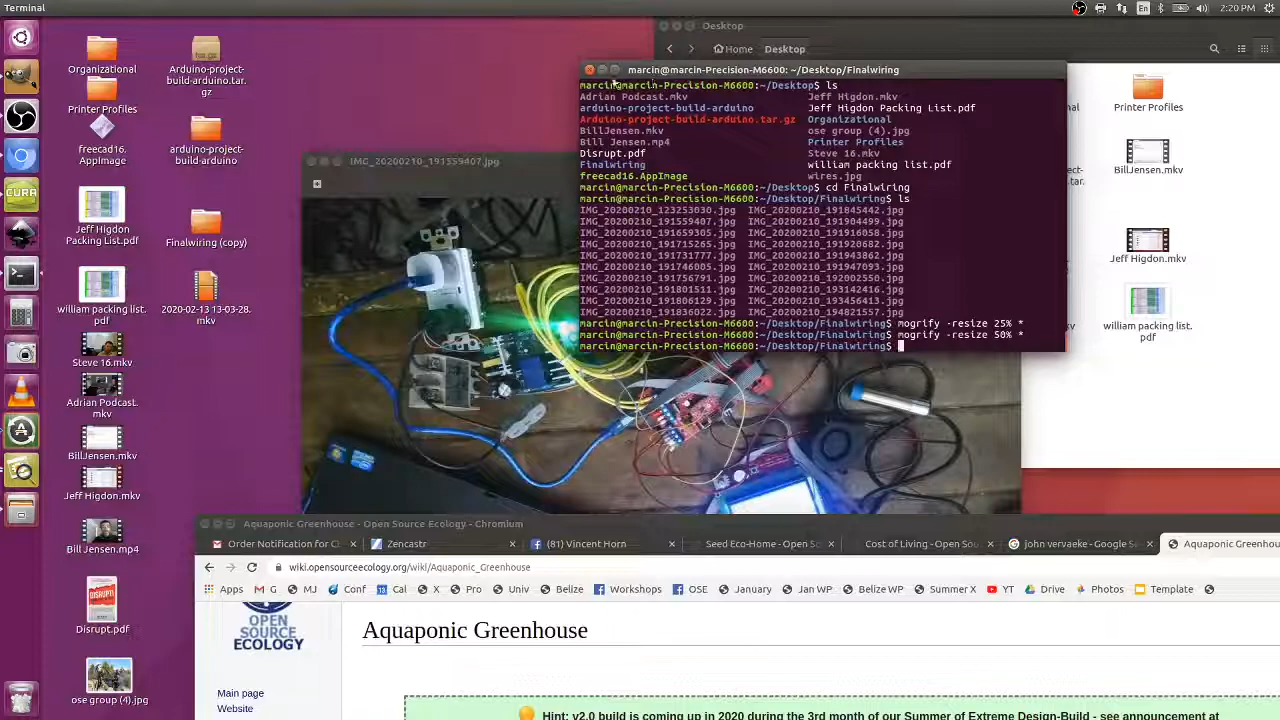 Terminal
En
2:20 PM
Organizational
Arduino-project-
build-arduino.tar.
gz
Printer Profiles
freecad16.
AppImage
arduino-project-
build-arduino
Jeff Higdon
Packing List.pdf
Finalwiring (copy)
william packing list.
pdf
2020-02-13 13-03-28.
mkv
Steve 16.mkv
Adrian Podcast.
mkv
BillJensen.mkv
Jeff Higdon.mkv
Bill Jensen.mp4
Disrupt.pdf
ose group (4).jpg
CURA
DISRUPT
Desktop
Home
Desktop
Printer Profiles
BillJensen.mkv
Jeff Higdon.mkv
william packing list.
pdf
IMG_20200210_191559407.jpg
marcin@marcin-Precision-M6600: ~/Desktop/Finalwiring
marcin@marcin-Precision-M6600:~/Desktop$ ls
Adrian Podcast.mkv Jeff Higdon.mkv
arduino-project-build-arduino Jeff Higdon Packing List.pdf
Arduino-project-build-arduino.tar.gz Organizational
BillJensen.mkv ose group (4).jpg
Bill Jensen.mp4 Printer Profiles
Disrupt.pdf Steve 16.mkv
Finalwiring william packing list.pdf
freecad16.AppImage wires.jpg
marcin@marcin-Precision-M6600:~/Desktop$ cd Finalwiring
marcin@marcin-Precision-M6600:~/Desktop/Finalwiring$ ls
IMG_20200210_123253030.jpg IMG_20200210_191845442.jpg
IMG_20200210_191559407.jpg IMG_20200210_191904499.jpg
IMG_20200210_191659305.jpg IMG_20200210_191916058.jpg
IMG_20200210_191715265.jpg IMG_20200210_191920682.jpg
IMG_20200210_191731777.jpg IMG_20200210_191943862.jpg
IMG_20200210_191746005.jpg IMG_20200210_191947093.jpg
IMG_20200210_191756791.jpg IMG_20200210_192002550.jpg
IMG_20200210_191801511.jpg IMG_20200210_193142416.jpg
IMG_20200210_191806129.jpg IMG_20200210_193456413.jpg
IMG_20200210_191836022.jpg IMG_20200210_194821557.jpg
marcin@marcin-Precision-M6600:~/Desktop/Finalwiring$ mogrify -resize 25% *
marcin@marcin-Precision-M6600:~/Desktop/Finalwiring$ mogrify -resize 50% *
marcin@marcin-Precision-M6600:~/Desktop/Finalwiring$
Aquaponic Greenhouse - Open Source Ecology - Chromium
Order Notification for Cl
Zencastr
(81) Vincent Horn
Seed Eco-Home - Open So
Cost of Living - Open Sou
john vervaeke - Google Se
Aquaponic Greenhou
wiki.opensourceecology.org/wiki/Aquaponic_Greenhouse
Apps M G MJ Conf Cal X Pro Univ Belize Workshops OSE January Jan WP Belize WP Summer X YT Drive Photos Template
OPEN SOURCE
ECOLOGY
Main page
Website
Aquaponic Greenhouse
Hint: v2.0 build is coming up in 2020 during the 3rd month of our Summer of Extreme Design-Build - see announcement at